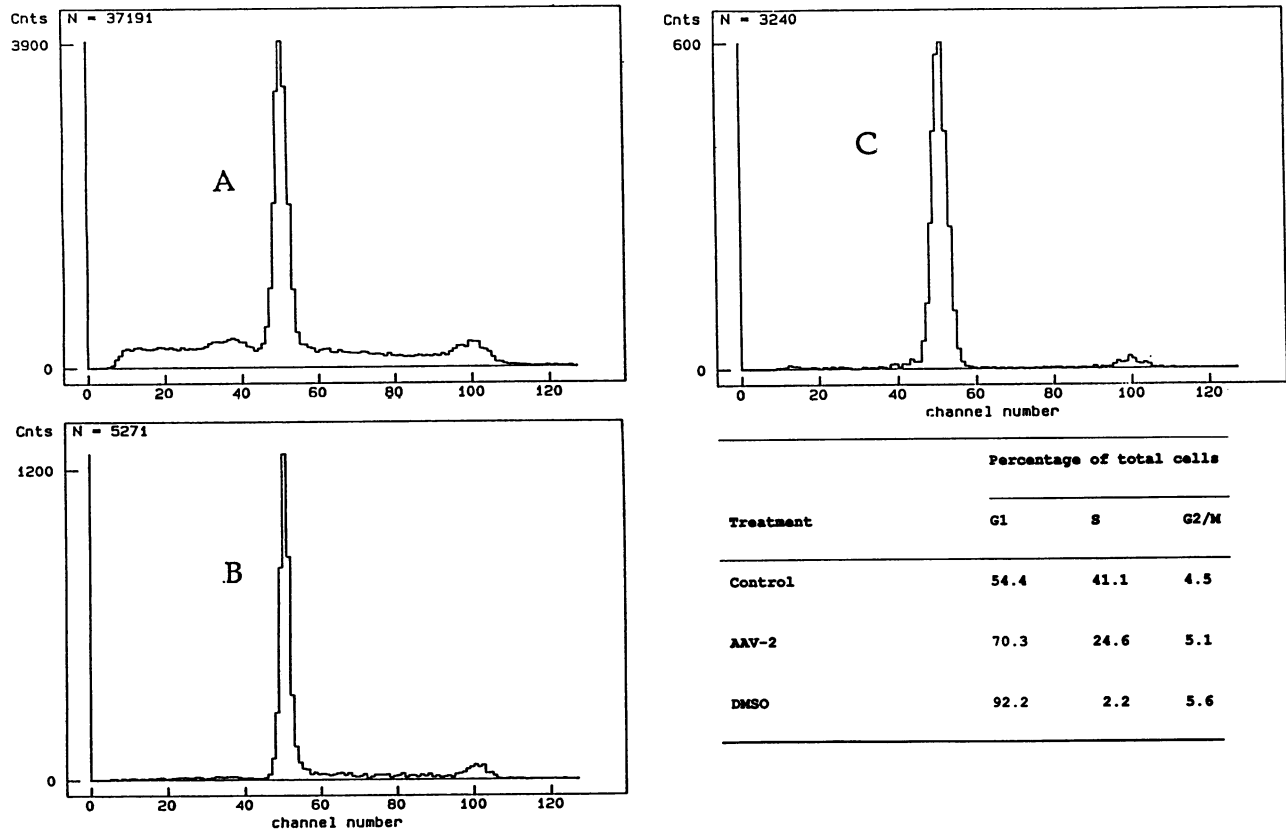 Cnts N = 37191
3900
A
0
0 20 40 60 80 100 120
Cnts N = 5271
1200
B
0
0 20 40 60 80 100 120
channel number
Cnts N = 3240
600
C
0
0 20 40 60 80 100 120
channel number
Percentage of total cells
Treatment G1 S G2/M
Control 54.4 41.1 4.5
AAV-2 70.3 24.6 5.1
DMSO 92.2 2.2 5.6